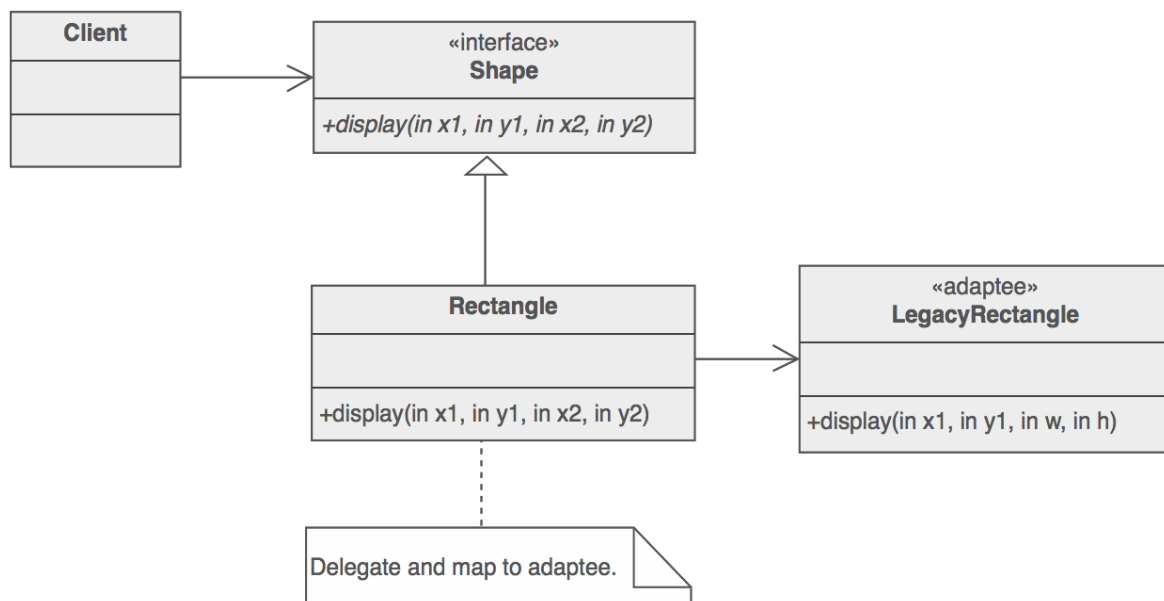 Client
«interface»
Shape
+display(in x1, in y1, in x2, in y2)
Rectangle
+display(in x1, in y1, in x2, in y2)
«adaptee»
LegacyRectangle
+display(in x1, in y1, in w, in h)
Delegate and map to adaptee.